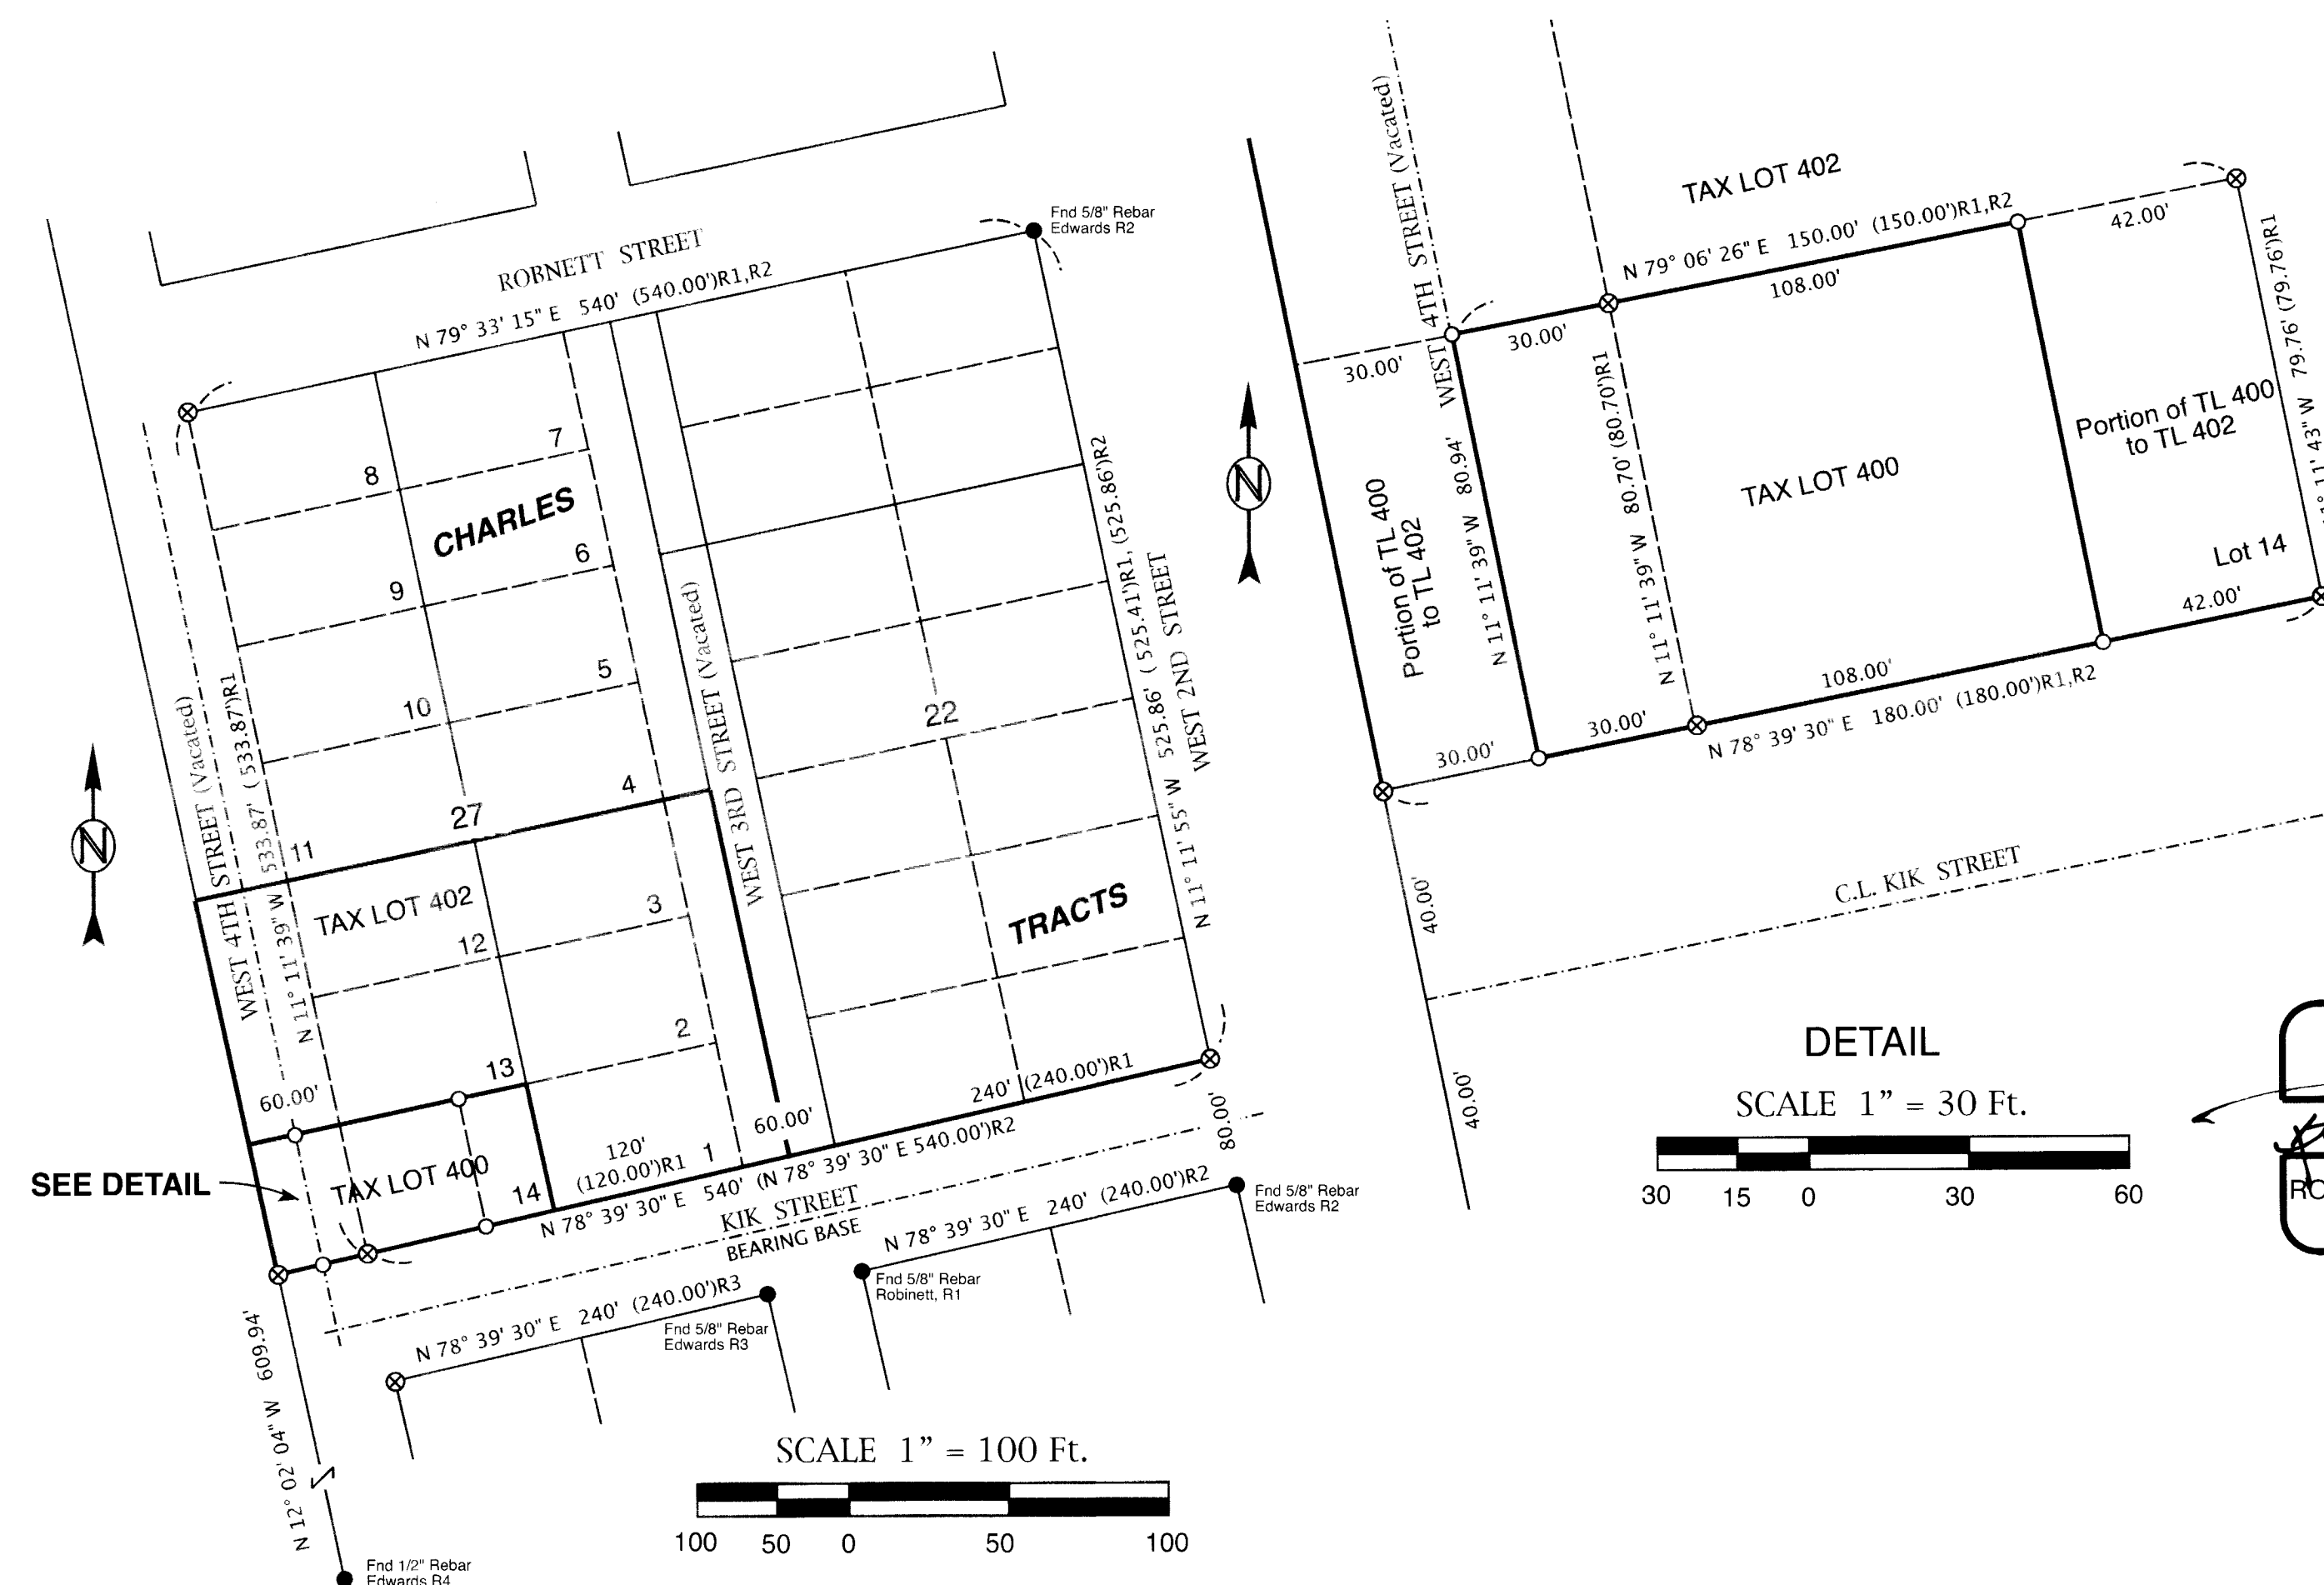 Fnd 5/8" Rebar
Edwards R2
ROBNETT STREET
N 79° 33' 15" E 540' (540.00')R1,R2
8
7
CHARLES
9
6
10
5
4
27
11
WEST 4TH STREET (Vacated)
N 11° 11' 39" W 533.87' ( 533.87')R1
WEST 3RD STREET (Vacated)
22
N 11° 11' 55" W 525.86' ( 525.41')R1, (525.86')R2
WEST 2ND STREET
TAX LOT 402
12
3
TRACTS
13
2
60.00'
SEE DETAIL
TAX LOT 400
14
120'
(120.00')R1
1
60.00'
240' (240.00')R1
80.00'
N 78° 39' 30" E 540' (N 78° 39' 30" E 540.00')R2
KIK STREET
BEARING BASE
N 78° 39' 30" E 240' (240.00')R2
Fnd 5/8" Rebar
Edwards R2
Fnd 5/8" Rebar
Robinett, R1
N 78° 39' 30" E 240' (240.00')R3
Fnd 5/8" Rebar
Edwards R3
N 12° 02' 04" W 609.94'
Fnd 1/2" Rebar
Edwards R4
N
SCALE 1" = 100 Ft.
100 50 0 50 100
N
WEST 4TH STREET (Vacated)
TAX LOT 402
N 79° 06' 26" E 150.00' (150.00')R1,R2
42.00'
108.00'
30.00'
30.00'
N 11° 11' 39" W 80.94'
N 11° 11' 39" W 80.70' (80.70')R1
11' 43" W 79.76' (79.76')R1
Portion of TL 400
to TL 402
TAX LOT 400
Portion of TL 400
to TL 402
Lot 14
42.00'
108.00'
30.00'
30.00'
N 78° 39' 30" E 180.00' (180.00')R1,R2
40.00'
C.L. KIK STREET
40.00'
DETAIL
SCALE 1" = 30 Ft.
30 15 0 30 60